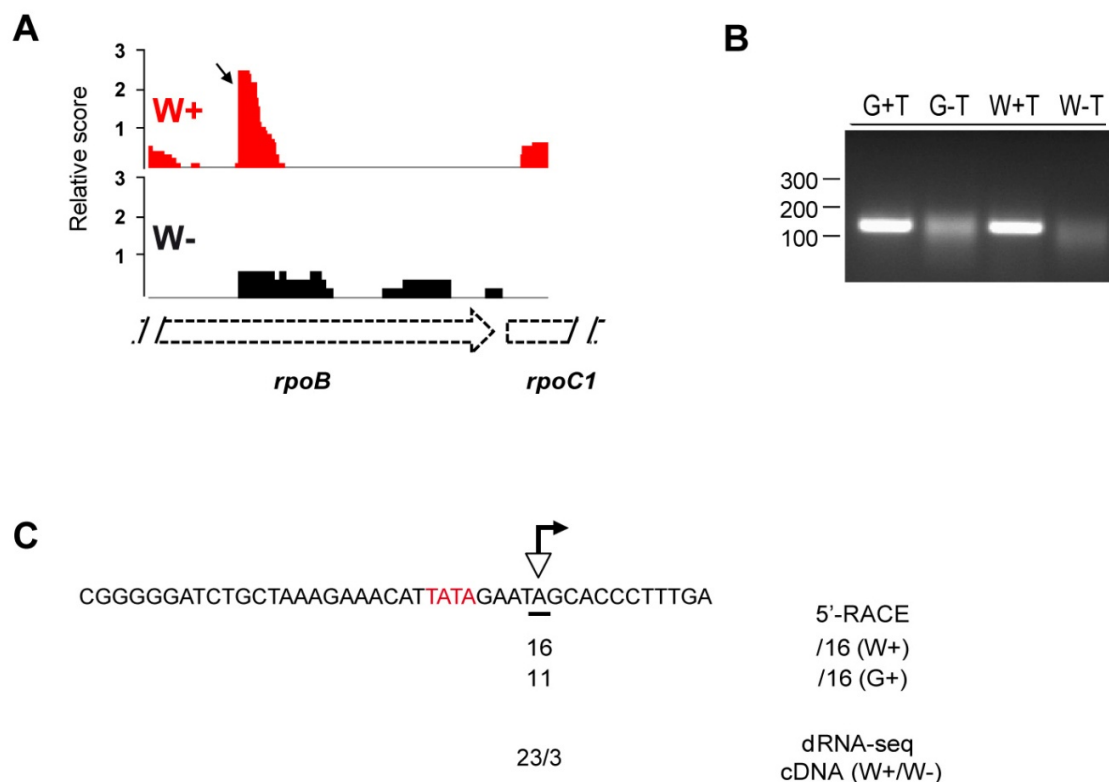 A
Relative score
3
2
1
W+
3
2
1
W-
rpoB
rpoC1
B
G+T G-T W+T W-T
300
200
100
C
CGGGGGATCTGCTAAAGAAACATTATAGAATAGCACCCTTTGA
5'-RACE
16 /16 (W+)
11 /16 (G+)
dRNA-seq
23/3 cDNA (W+/W-)